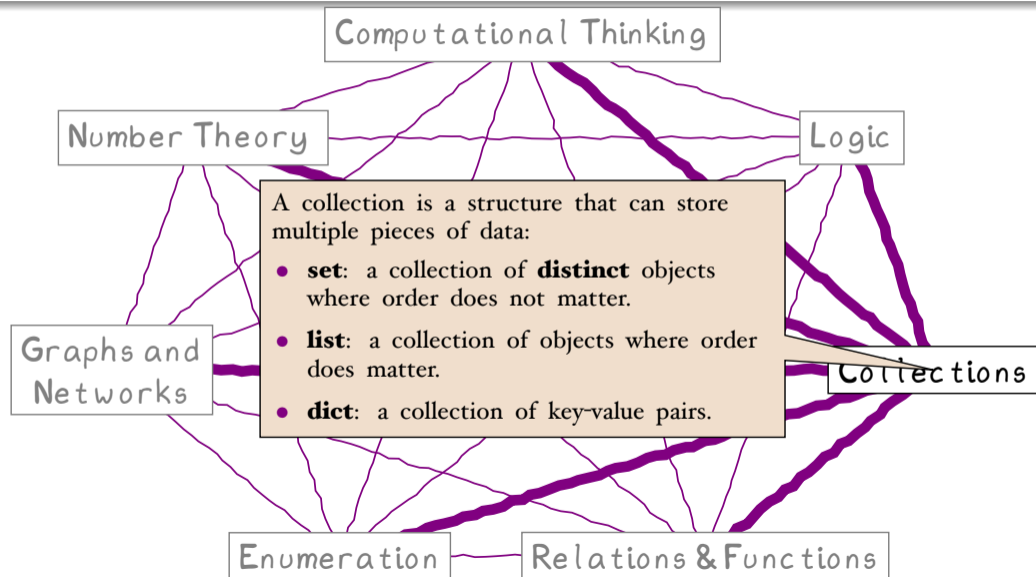 Computational Thinking
Number Theory
Logic
A collection is a structure that can store
multiple pieces of data:
• set: a collection of distinct objects
where order does not matter.
• list: a collection of objects where order
does matter.
• dict: a collection of key-value pairs.
Graphs and
Networks
Collections
Enumeration
Relations & Functions